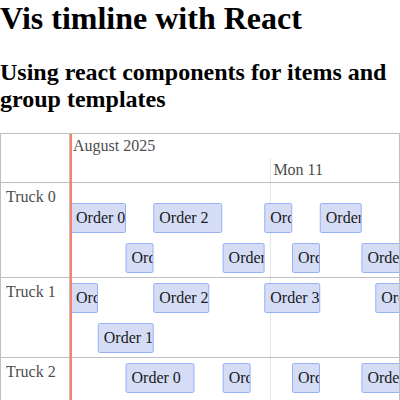 Vis timline with React
Using react components for items and
group templates
August 2025
Mon 11
Truck 0
Order 0
Order 2
Orc
Order
Orc
Order
Orc
Orde
Truck 1
Orc
Order 2
Order 3
Or
Order 1
Truck 2
Order 0
Orc
Orc
Orde